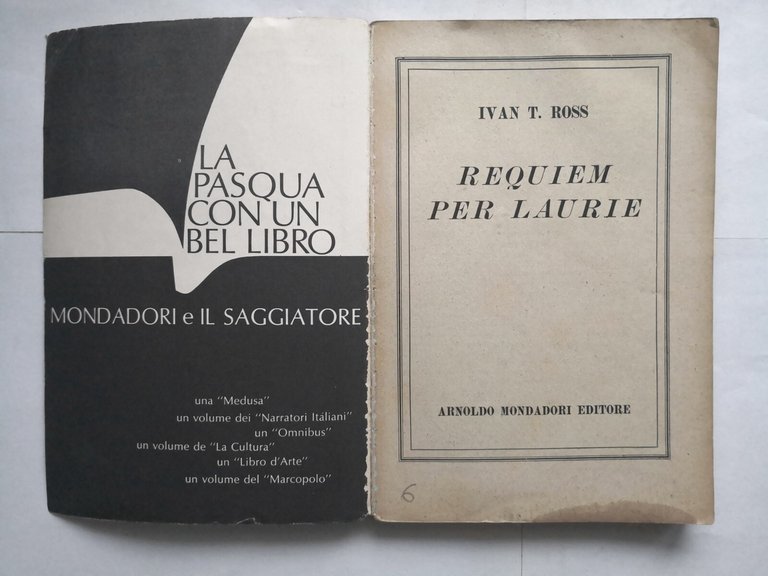 LA
PASQUA
CON UN
BEL LIBRO
MONDADORI e IL SAGGIATORE
una "Medusa"
un volume dei "Narratori Italiani"
un "Omnibus"
un volume de "La Cultura"
un "Libro d'Arte"
un volume del "Marcopolo"
IVAN T. ROSS
REQUIEM
PER LAURIE
ARNOLDO MONDADORI EDITORE
6